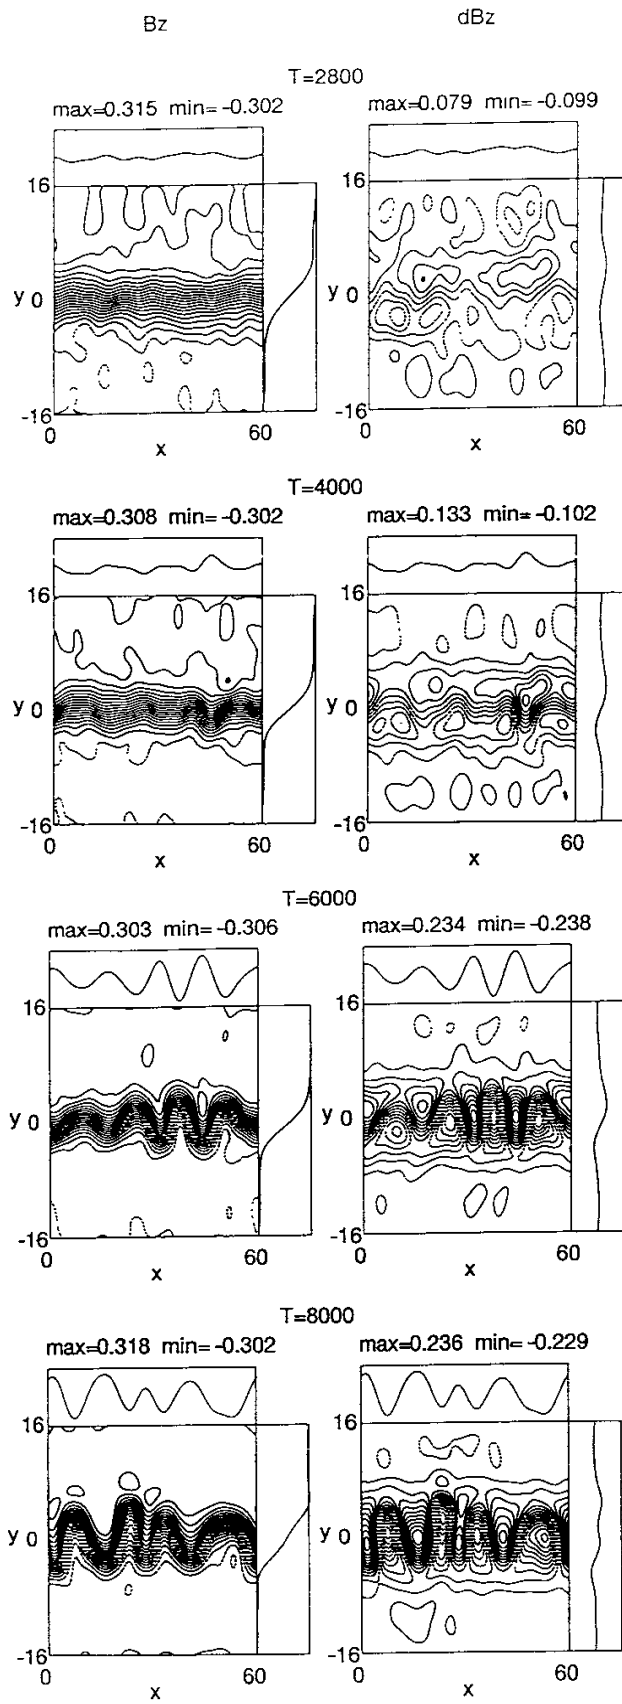 Bz dBz
T=2800
max=0.315 min= -0.302 max=0.079 min= -0.099
16 16
y 0 y 0
-16 -16
0 60 0 60
x x
T=4000
max=0.308 min= -0.302 max=0.133 min= -0.102
16 16
y 0 y 0
-16 -16
0 60 0 60
x x
T=6000
max=0.303 min= -0.306 max=0.234 min= -0.238
16 16
y 0 y 0
-16 -16
0 60 0 60
x x
T=8000
max=0.318 min= -0.302 max=0.236 min= -0.229
16 16
y 0 y 0
-16 -16
0 60 0 60
x x